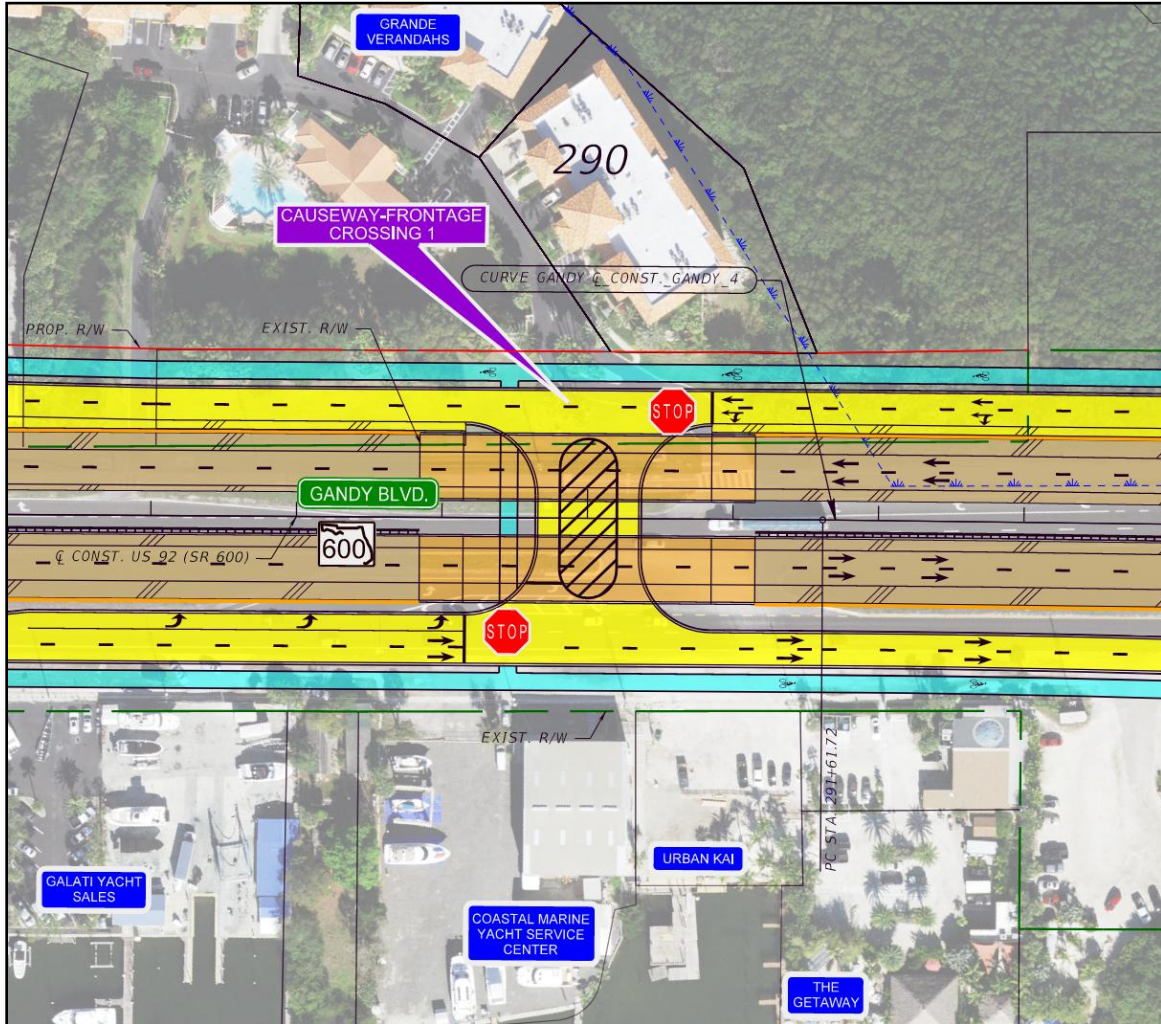 GRANDE
VERANDAHS
290
CAUSEWAY-FRONTAGE
CROSSING 1
CURVE GANDY ℄ CONST._GANDY_4
PROP. R/W
EXIST. R/W
STOP
GANDY BLVD.
600
℄ CONST. US 92 (SR 600)
STOP
EXIST. R/W
PC STA. 291+61.72
URBAN KAI
GALATI YACHT
SALES
COASTAL MARINE
YACHT SERVICE
CENTER
THE
GETAWAY